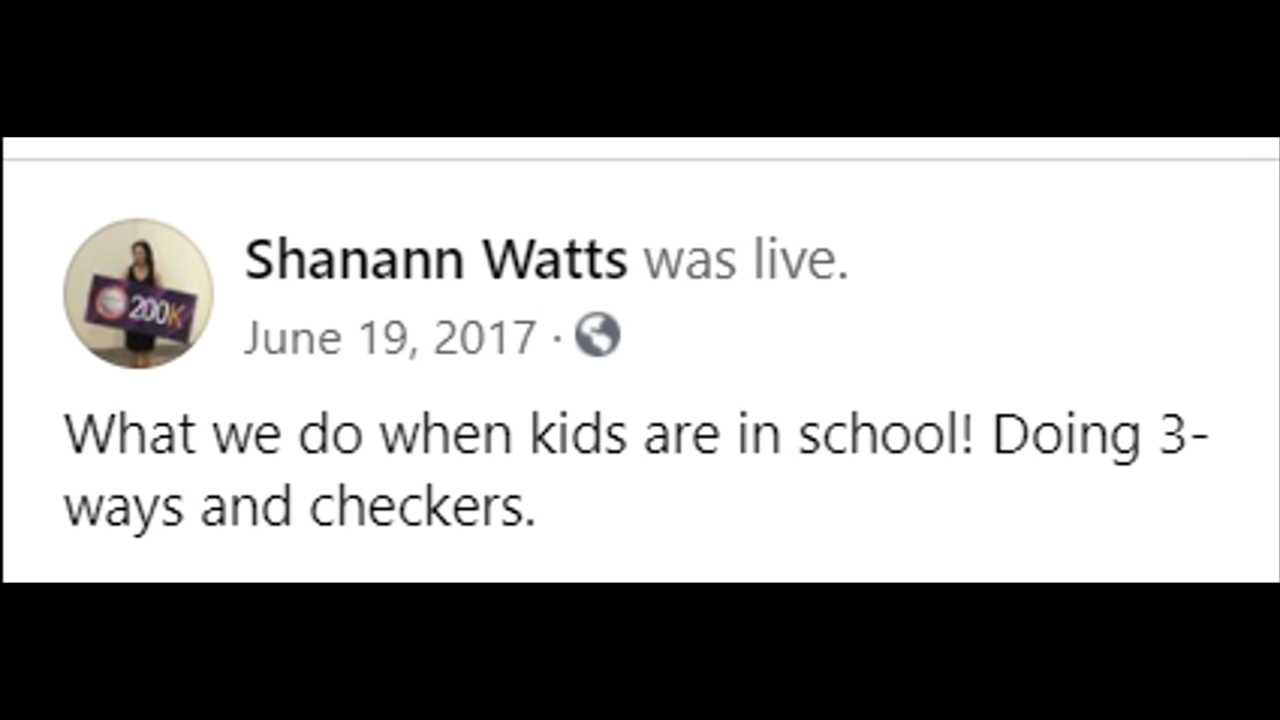 Shanann Watts was live.
200K
June 19, 2017 ·
What we do when kids are in school! Doing 3-
ways and checkers.